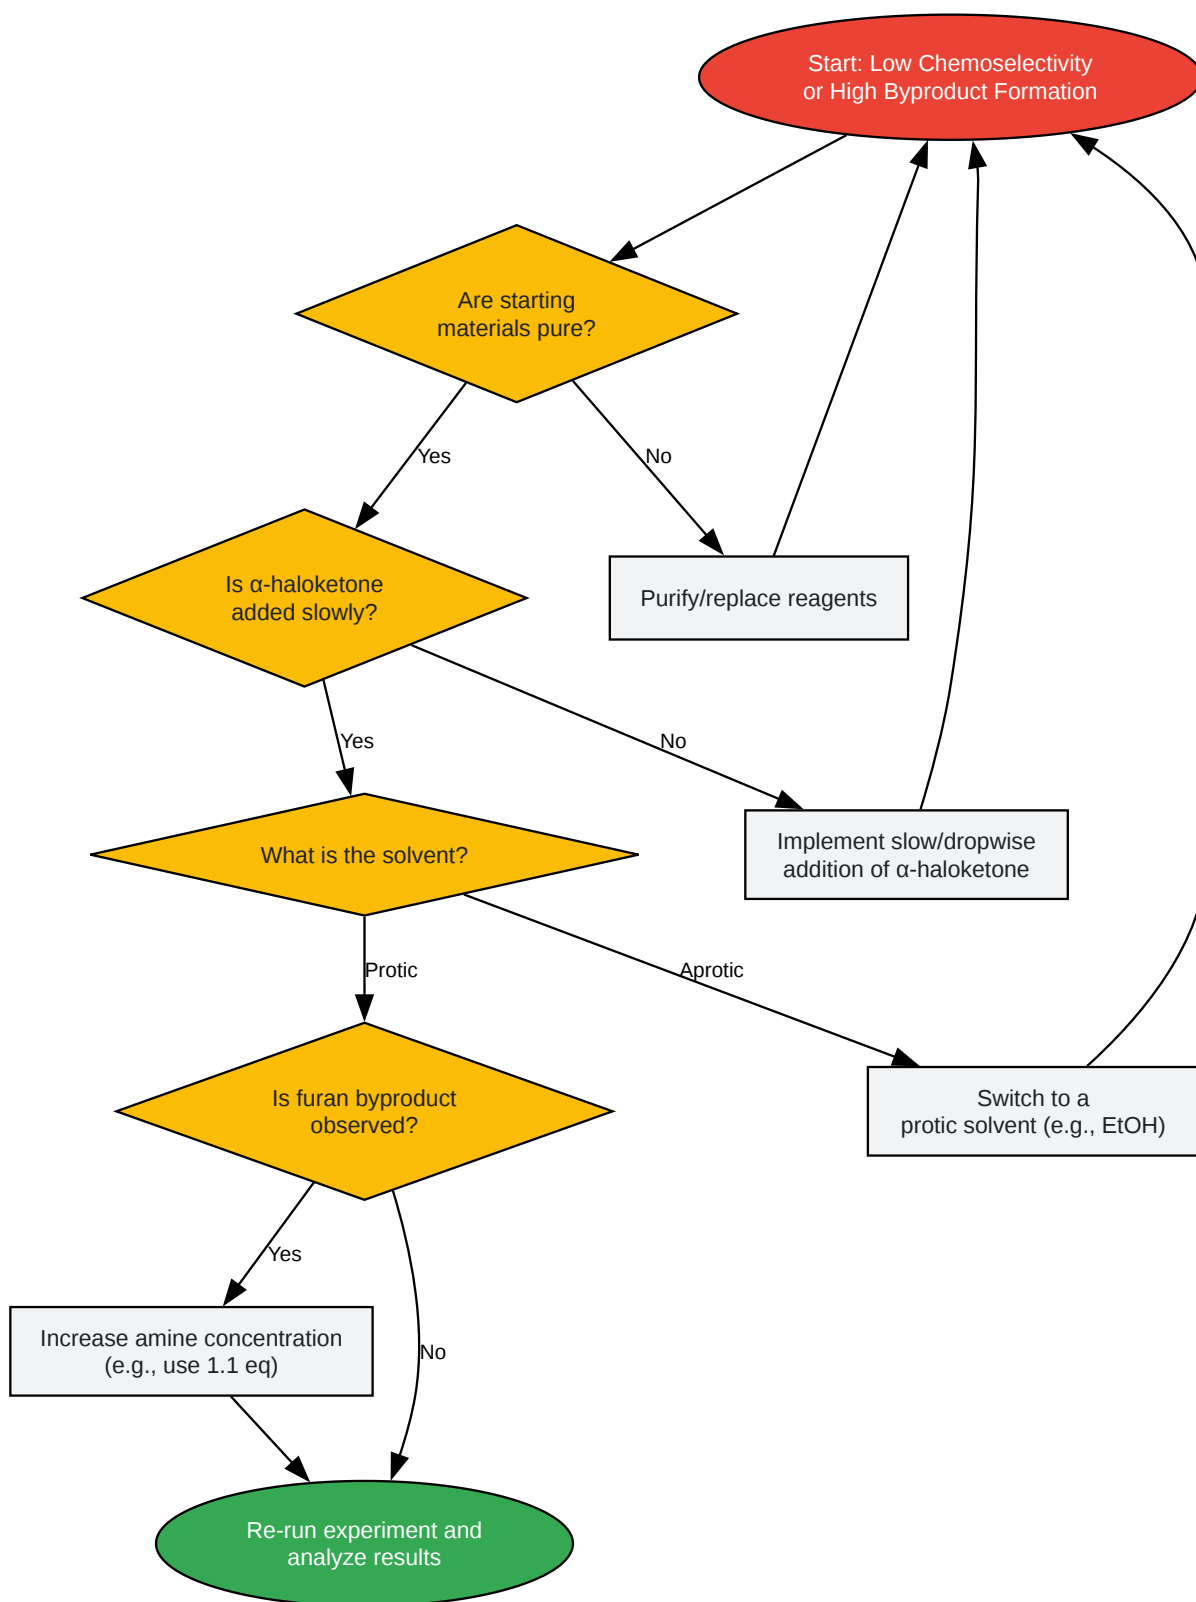 Start: Low Chemoselectivity
or High Byproduct Formation
Are starting
materials pure?
Yes
No
Is α-haloketone
added slowly?
Purify/replace reagents
Yes
No
What is the solvent?
Implement slow/dropwise
addition of α-haloketone
Protic
Aprotic
Is furan byproduct
observed?
Switch to a
protic solvent (e.g., EtOH)
Yes
No
Increase amine concentration
(e.g., use 1.1 eq)
Re-run experiment and
analyze results